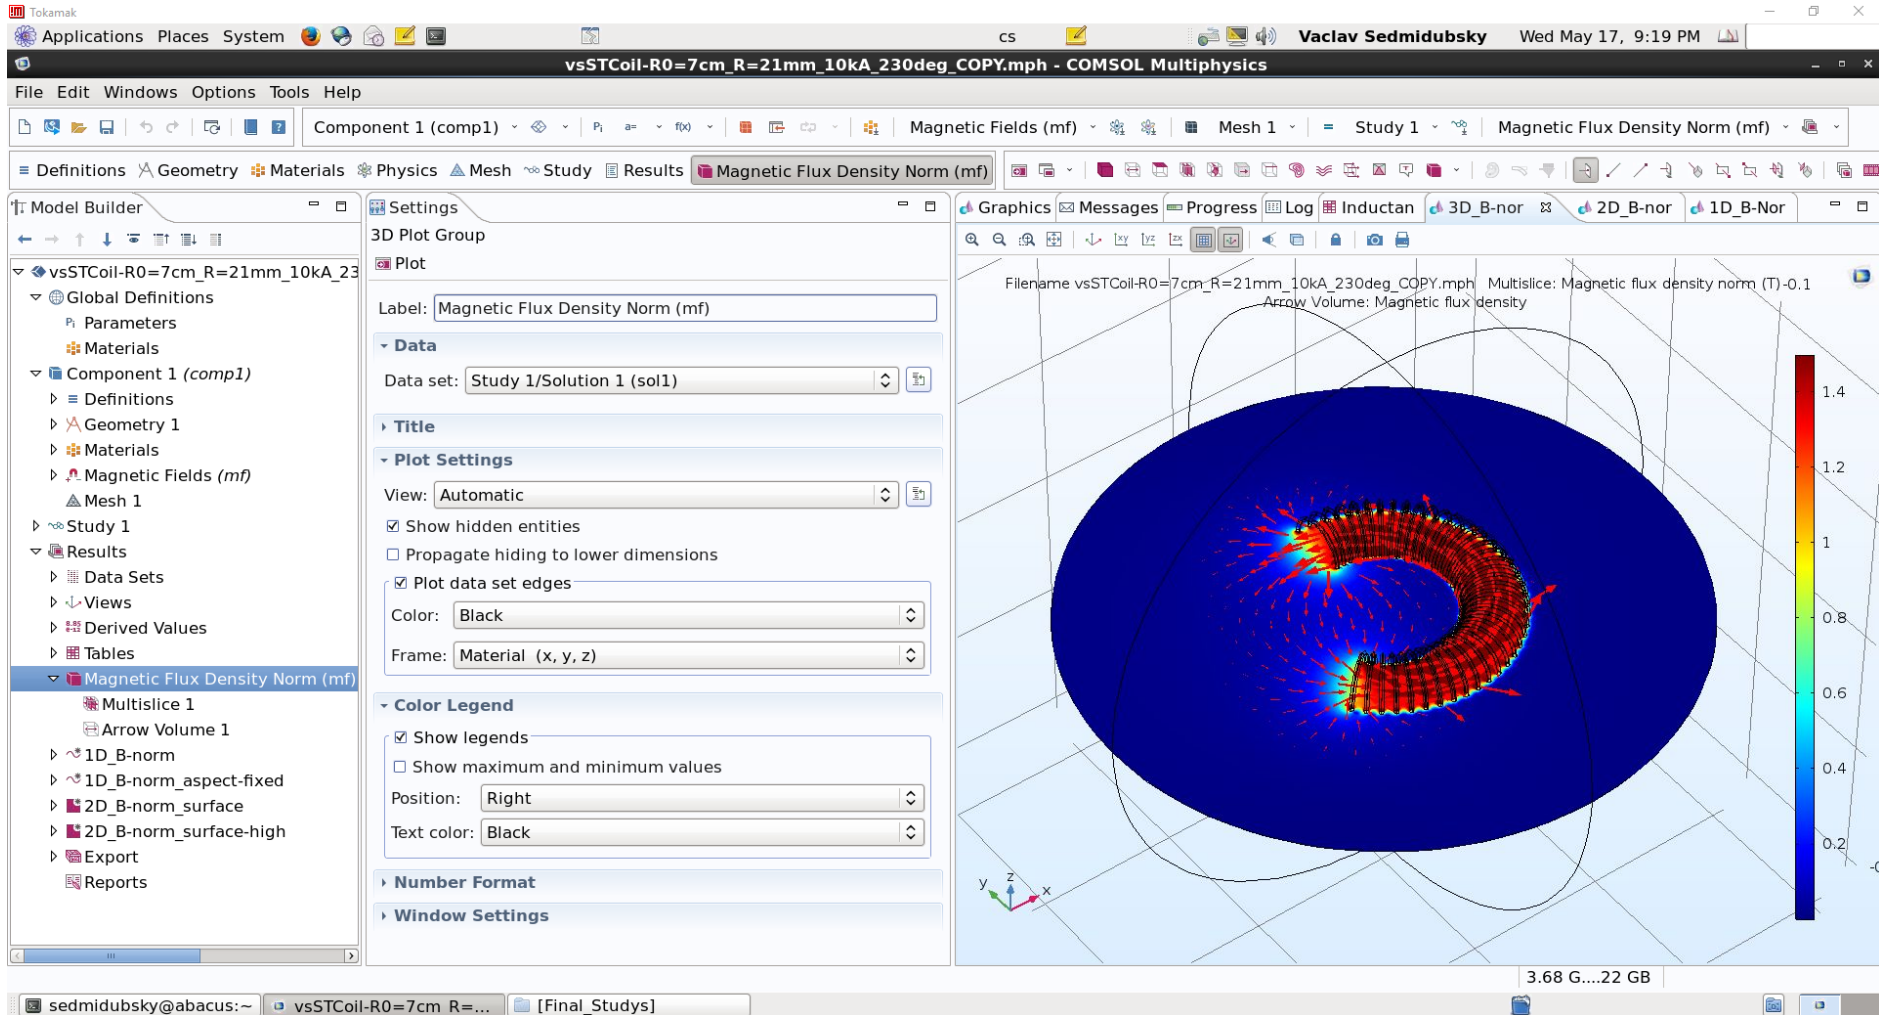 Tokamak
Applications Places System cs Vaclav Sedmidubsky Wed May 17, 9:19 PM
vsSTCoil-R0=7cm_R=21mm_10kA_230deg_COPY.mph - COMSOL Multiphysics
File Edit Windows Options Tools Help
Component 1 (comp1) Pi a= f(x) Magnetic Fields (mf) Mesh 1 = Study 1 Magnetic Flux Density Norm (mf)
Definitions Geometry Materials Physics Mesh Study Results Magnetic Flux Density Norm (mf)
Model Builder
vsSTCoil-R0=7cm_R=21mm_10kA_23
Global Definitions
Pi Parameters
Materials
Component 1 (comp1)
Definitions
Geometry 1
Materials
Magnetic Fields (mf)
Mesh 1
Study 1
Results
Data Sets
Views
Derived Values
Tables
Magnetic Flux Density Norm (mf)
Multislice 1
Arrow Volume 1
1D_B-norm
1D_B-norm_aspect-fixed
2D_B-norm_surface
2D_B-norm_surface-high
Export
Reports
Settings
3D Plot Group
Plot
Label: Magnetic Flux Density Norm (mf)
Data
Data set: Study 1/Solution 1 (sol1)
Title
Plot Settings
View: Automatic
Show hidden entities
Propagate hiding to lower dimensions
Plot data set edges
Color: Black
Frame: Material (x, y, z)
Color Legend
Show legends
Show maximum and minimum values
Position: Right
Text color: Black
Number Format
Window Settings
Graphics Messages Progress Log Inductan 3D_B-nor 2D_B-nor 1D_B-Nor
xy yz zx
Filename vsSTCoil-R0=7cm_R=21mm_10kA_230deg_COPY.mph Multislice: Magnetic flux density norm (T) -0.1
Arrow Volume: Magnetic flux density
1.4
1.2
1
0.8
0.6
0.4
0.2
y z x
3.68 G....22 GB
sedmidubsky@abacus:~ vsSTCoil-R0=7cm R=... [Final_Studys]